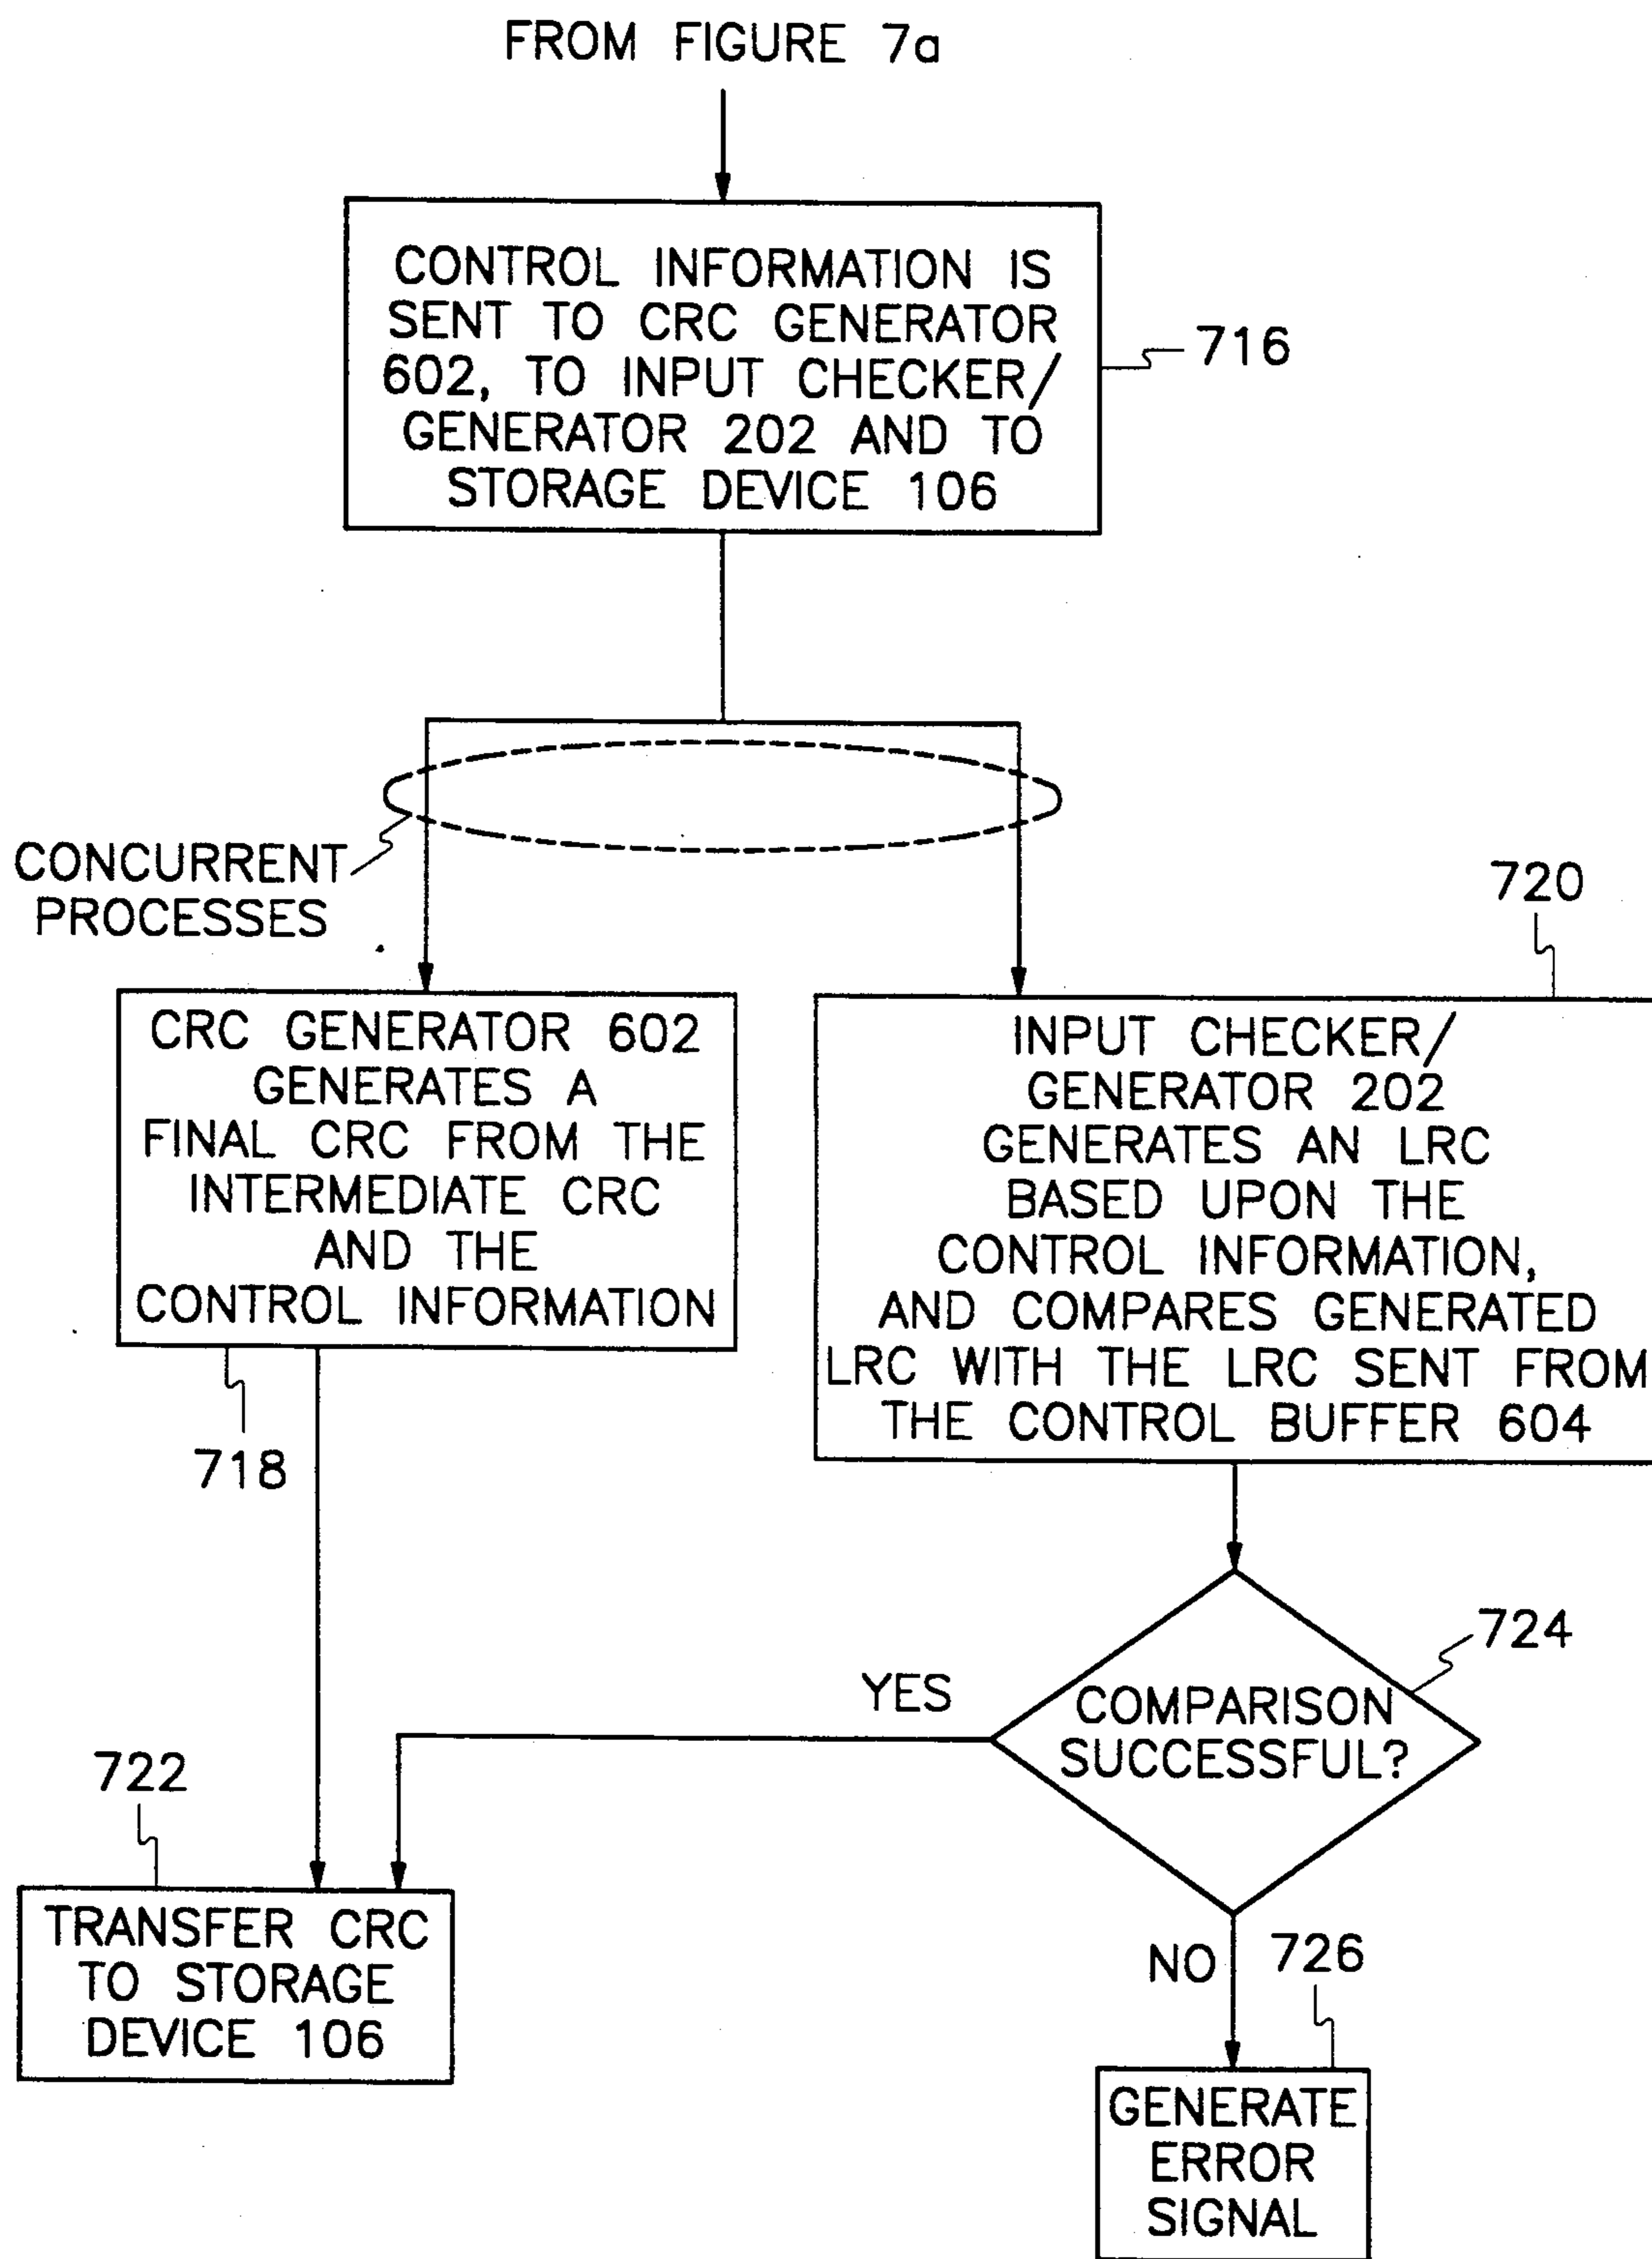 FROM FIGURE 7a
CONTROL INFORMATION IS
SENT TO CRC GENERATOR
602, TO INPUT CHECKER/
GENERATOR 202 AND TO
STORAGE DEVICE 106
716
CONCURRENT
PROCESSES
720
CRC GENERATOR 602
GENERATES A
FINAL CRC FROM THE
INTERMEDIATE CRC
AND THE
CONTROL INFORMATION
718
INPUT CHECKER/
GENERATOR 202
GENERATES AN LRC
BASED UPON THE
CONTROL INFORMATION,
AND COMPARES GENERATED
LRC WITH THE LRC SENT FROM
THE CONTROL BUFFER 604
724
YES
COMPARISON
SUCCESSFUL?
722
TRANSFER CRC
TO STORAGE
DEVICE 106
NO
726
GENERATE
ERROR
SIGNAL